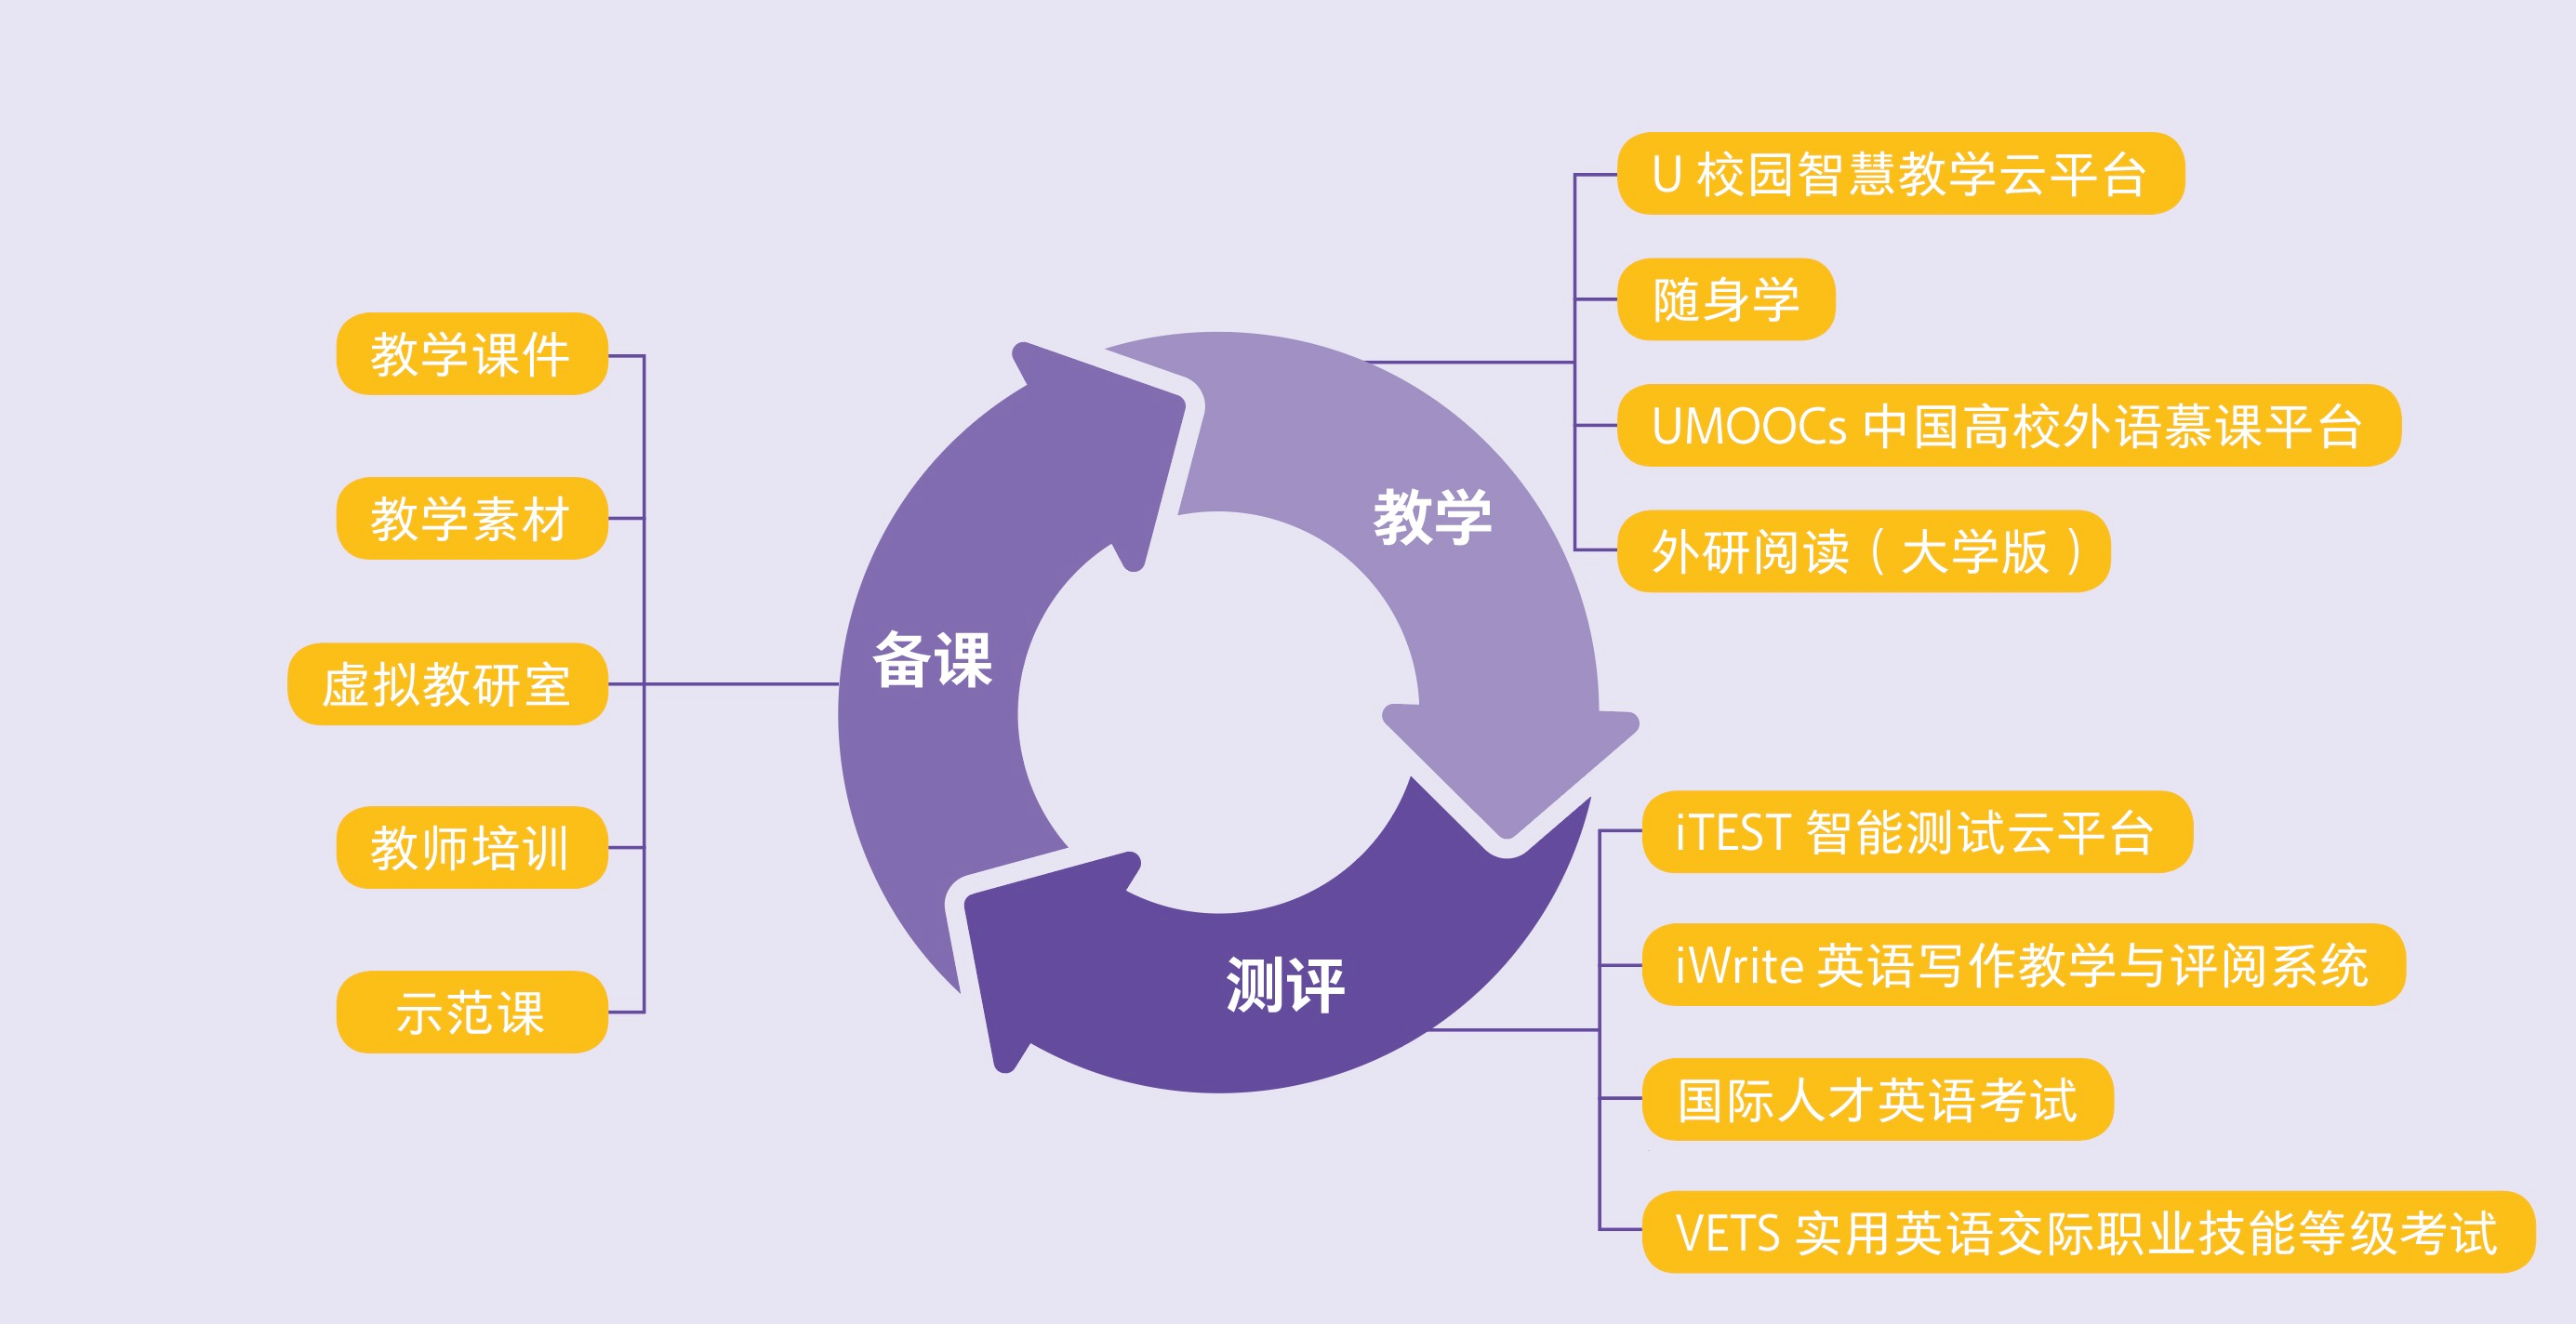 教学课件
教学素材
虚拟教研室
教师培训
示范课
备课
教学
测评
U 校园智慧教学云平台
随身学
UMOOCs 中国高校外语慕课平台
外研阅读（大学版）
iTEST 智能测试云平台
iWrite 英语写作教学与评阅系统
国际人才英语考试
VETS 实用英语交际职业技能等级考试